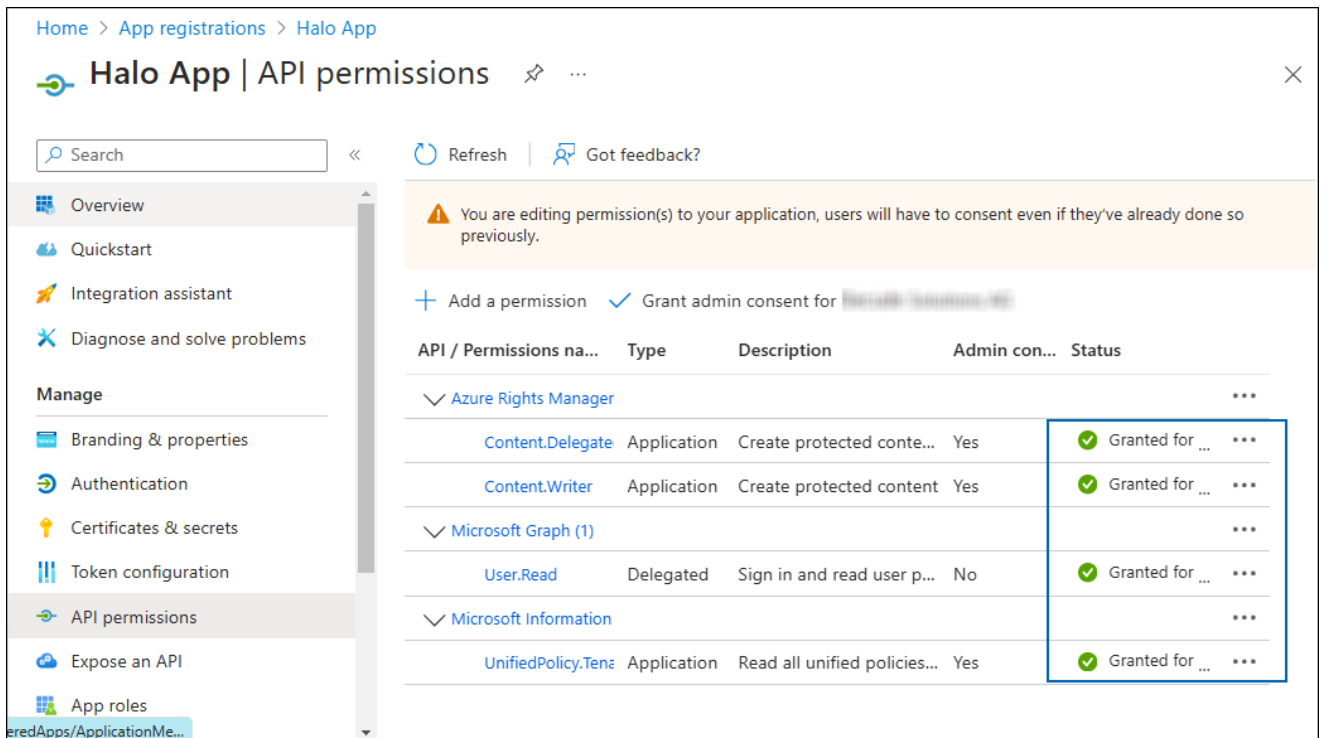 Home > App registrations > Halo App
Halo App | API permissions
Search
Refresh
Got feedback?
Overview
Quickstart
Integration assistant
Diagnose and solve problems
Manage
Branding & properties
Authentication
Certificates & secrets
Token configuration
API permissions
Expose an API
App roles
eredApps/ApplicationMe...
You are editing permission(s) to your application, users will have to consent even if they've already done so
previously.
Add a permission
Grant admin consent for
API / Permissions na... Type Description Admin con... Status
Azure Rights Manager
Content.Delegate Application Create protected conte... Yes Granted for ...
Content.Writer Application Create protected content Yes Granted for ...
Microsoft Graph (1)
User.Read Delegated Sign in and read user p... No Granted for ...
Microsoft Information
UnifiedPolicy.Tena Application Read all unified policies... Yes Granted for ...